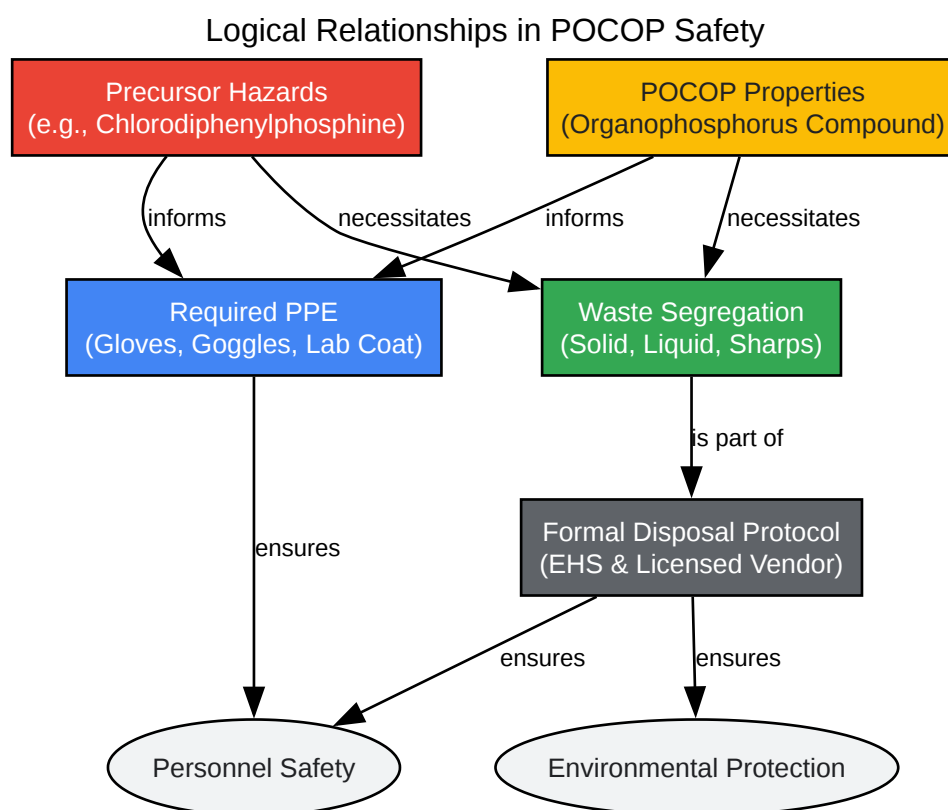 Logical Relationships in POCOP Safety
Precursor Hazards
(e.g., Chlorodiphenylphosphine)
POCOP Properties
(Organophosphorus Compound)
informs
necessitates
informs
necessitates
Required PPE
(Gloves, Goggles, Lab Coat)
Waste Segregation
(Solid, Liquid, Sharps)
is part of
Formal Disposal Protocol
(EHS & Licensed Vendor)
ensures
ensures
ensures
Personnel Safety
Environmental Protection